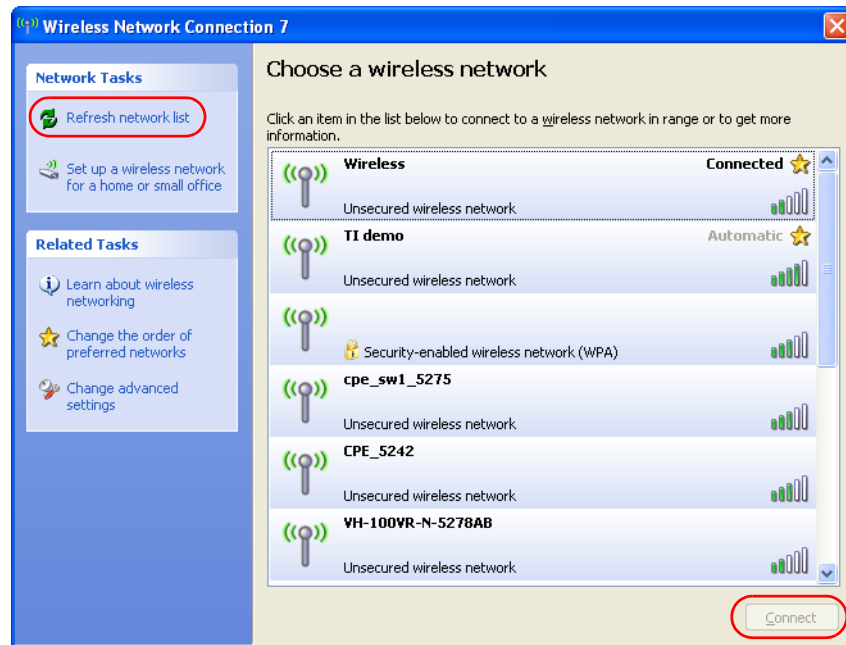 Wireless Network Connection 7
Network Tasks
Refresh network list
Set up a wireless network
for a home or small office
Related Tasks
Learn about wireless
networking
Change the order of
preferred networks
Change advanced
settings
Choose a wireless network
Click an item in the list below to connect to a wireless network in range or to get more
information.
Wireless
Connected
Unsecured wireless network
TI demo
Automatic
Unsecured wireless network
Security-enabled wireless network (WPA)
cpe_sw1_5275
Unsecured wireless network
CPE_5242
Unsecured wireless network
VH-100VR-N-5278AB
Unsecured wireless network
Connect